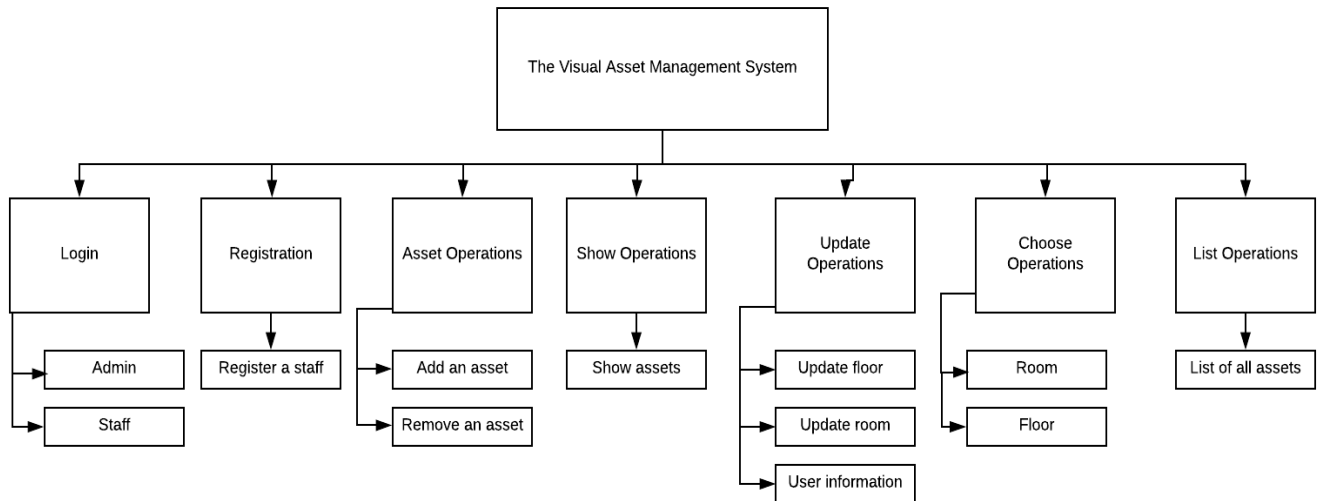 The Visual Asset Management System
Login
Registration
Asset Operations
Show Operations
Update
Operations
Choose
Operations
List Operations
Admin
Staff
Register a staff
Add an asset
Remove an asset
Show assets
Update floor
Update room
User information
Room
Floor
List of all assets